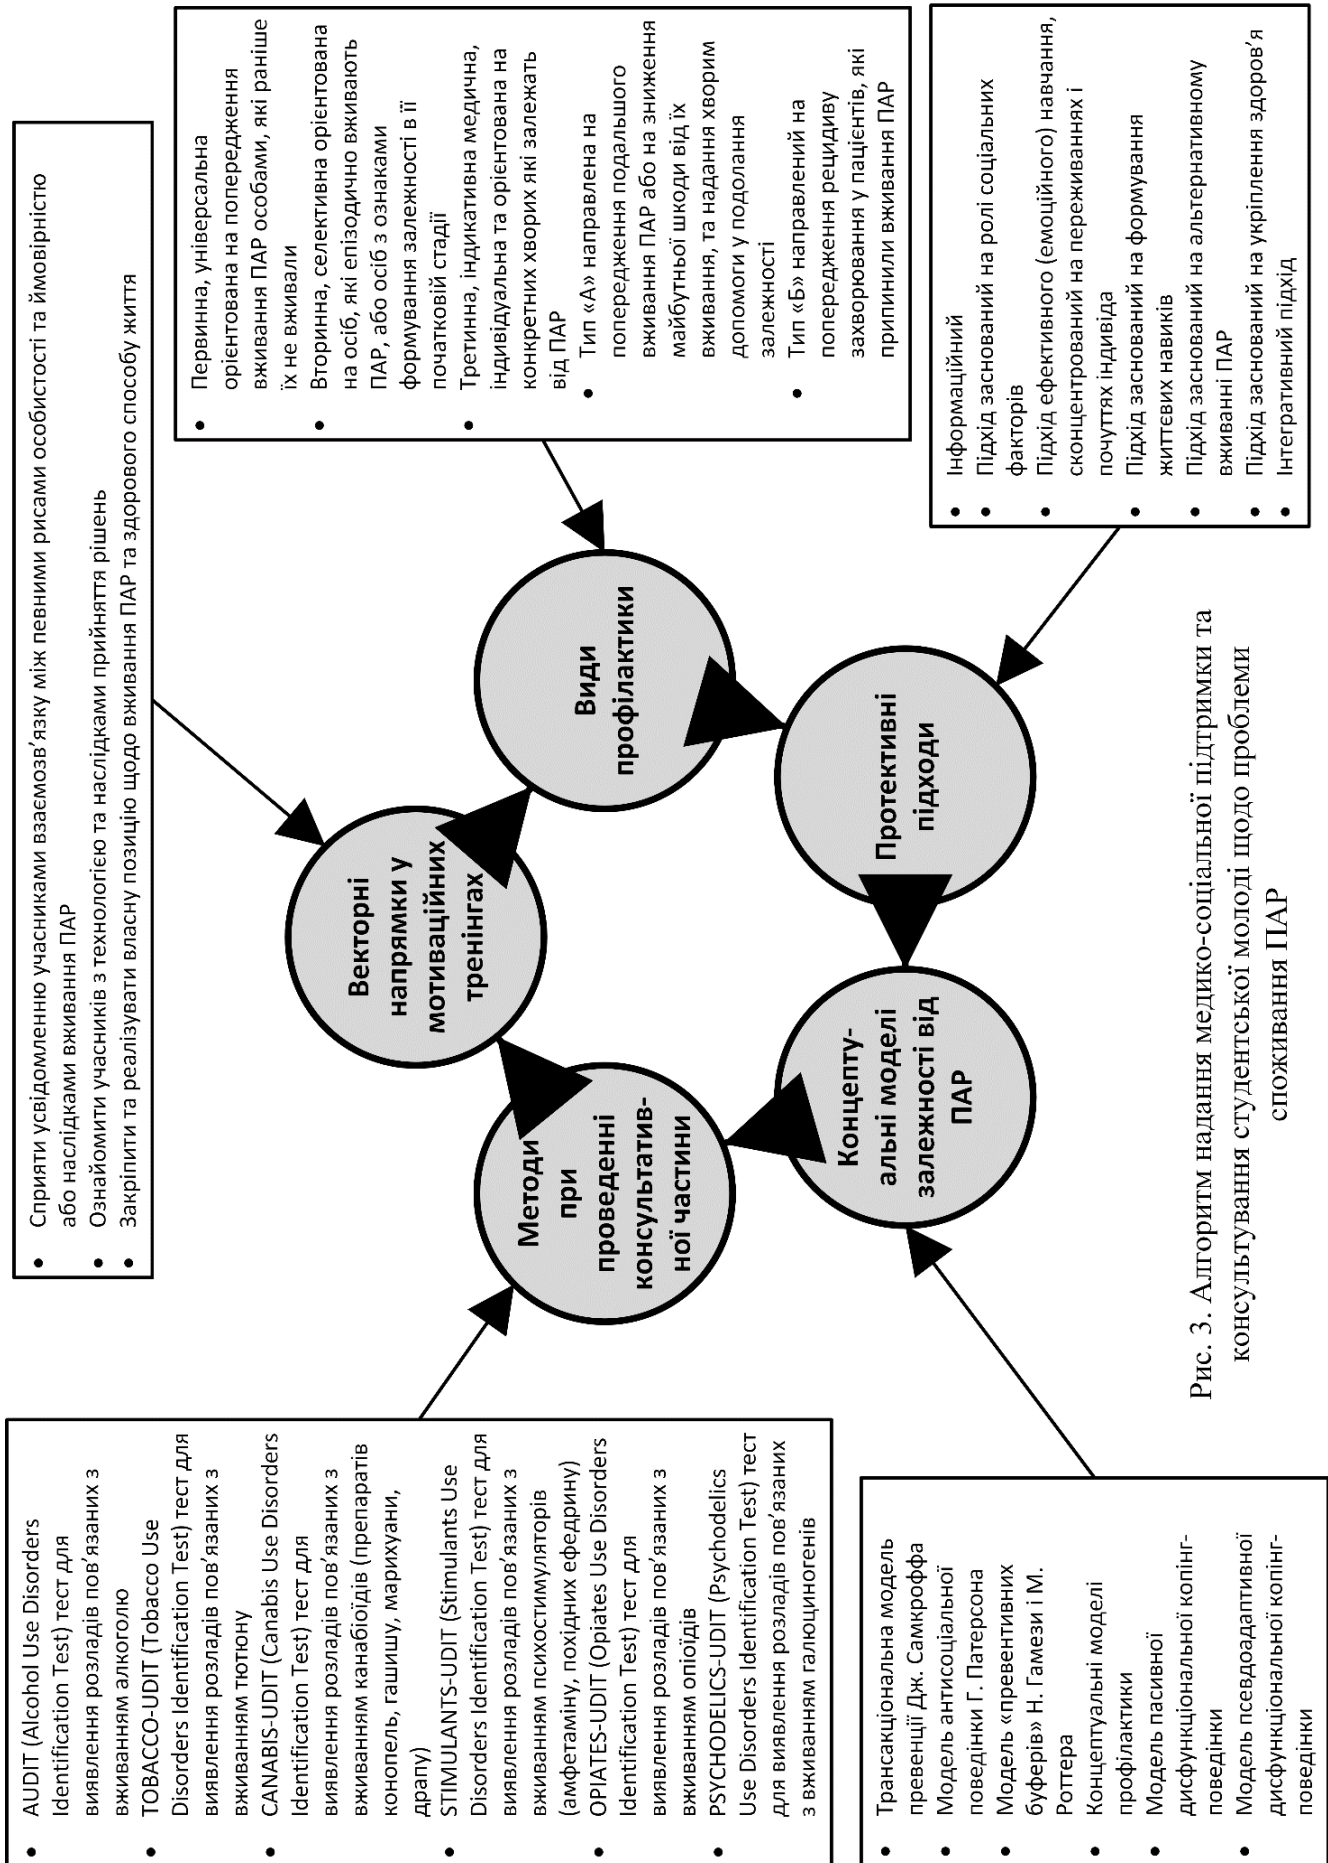 Сприяти усвідомленню учасниками взаємозв'язку між певними рисами особистості та ймовірністю
або наслідками вживання ПАР
Ознайомити учасників з технологією та наслідками прийняття рішень
Закріпити та реалізувати власну позицію щодо вживання ПАР та здорового способу життя
AUDIT (Alcohol Use Disorders
Identification Test) тест для
виявлення розладів пов'язаних з
вживанням алкоголю
TOBACCO-UDIT (Tobacco Use
Disorders Identification Test) тест для
виявлення розладів пов'язаних з
вживанням тютюну
CANABIS-UDIT (Canabis Use Disorders
Identification Test) тест для
виявлення розладів пов'язаних з
вживанням канабоїдів (препаратів
конопель, гашишу, марихуани,
драпу)
STIMULANTS-UDIT (Stimulants Use
Disorders Identification Test) тест для
виявлення розладів пов'язаних з
вживанням психостимуляторів
(амфетаміну, похідних ефедрину)
OPIATES-UDIT (Opiates Use Disorders
Identification Test) тест для
виявлення розладів пов'язаних з
вживанням опіоїдів
PSYCHODELICS-UDIT (Psychodelics
Use Disorders Identification Test) тест
для виявлення розладів пов'язаних
з вживанням галюциногенів
Векторні
напрямки у
мотиваційних
тренінгах
Методи
при
проведенні
консультатив-
ної частини
Види
профілактики
Концепту-
альні моделі
залежності від
ПАР
Протективні
підходи
Первинна, універсальна
орієнтована на попередження
вживання ПАР особами, які раніше
їх не вживали
Вторинна, селективна орієнтована
на осіб, які епізодично вживають
ПАР, або осіб з ознаками
формування залежності в її
початковій стадії
Третинна, індикативна медична,
індивідуальна та орієнтована на
конкретних хворих які залежать
від ПАР
Тип «А» направлена на
попередження подальшого
вживання ПАР або на зниження
майбутньої шкоди від їх
вживання, та надання хворим
допомоги у подолання
залежності
Тип «Б» направлений на
попередження рецидиву
захворювання у пацієнтів, які
припинили вживання ПАР
Трансакціональна модель
превенції Дж. Самкроффа
Модель антисоціальної
поведінки Г. Патерсона
Модель «превентивних
буферів» Н. Гамези і М.
Роттера
Концептуальні моделі
профілактики
Модель пасивної
дисфункціональної копінг-
поведінки
Модель псевдоадаптивної
дисфункціональної копінг-
поведінки
Інформаційний
Підхід заснований на ролі соціальних
факторів
Підхід ефективного (емоційного) навчання,
сконцентрований на переживаннях і
почуттях індивіда
Підхід заснований на формування
життєвих навиків
Підхід заснований на альтернативному
вживанні ПАР
Підхід заснований на укріплення здоров'я
Інтегративний підхід
Рис. 3. Алгоритм надання медико-соціальної підтримки та
консультування студентської молоді щодо проблеми
споживання ПАР